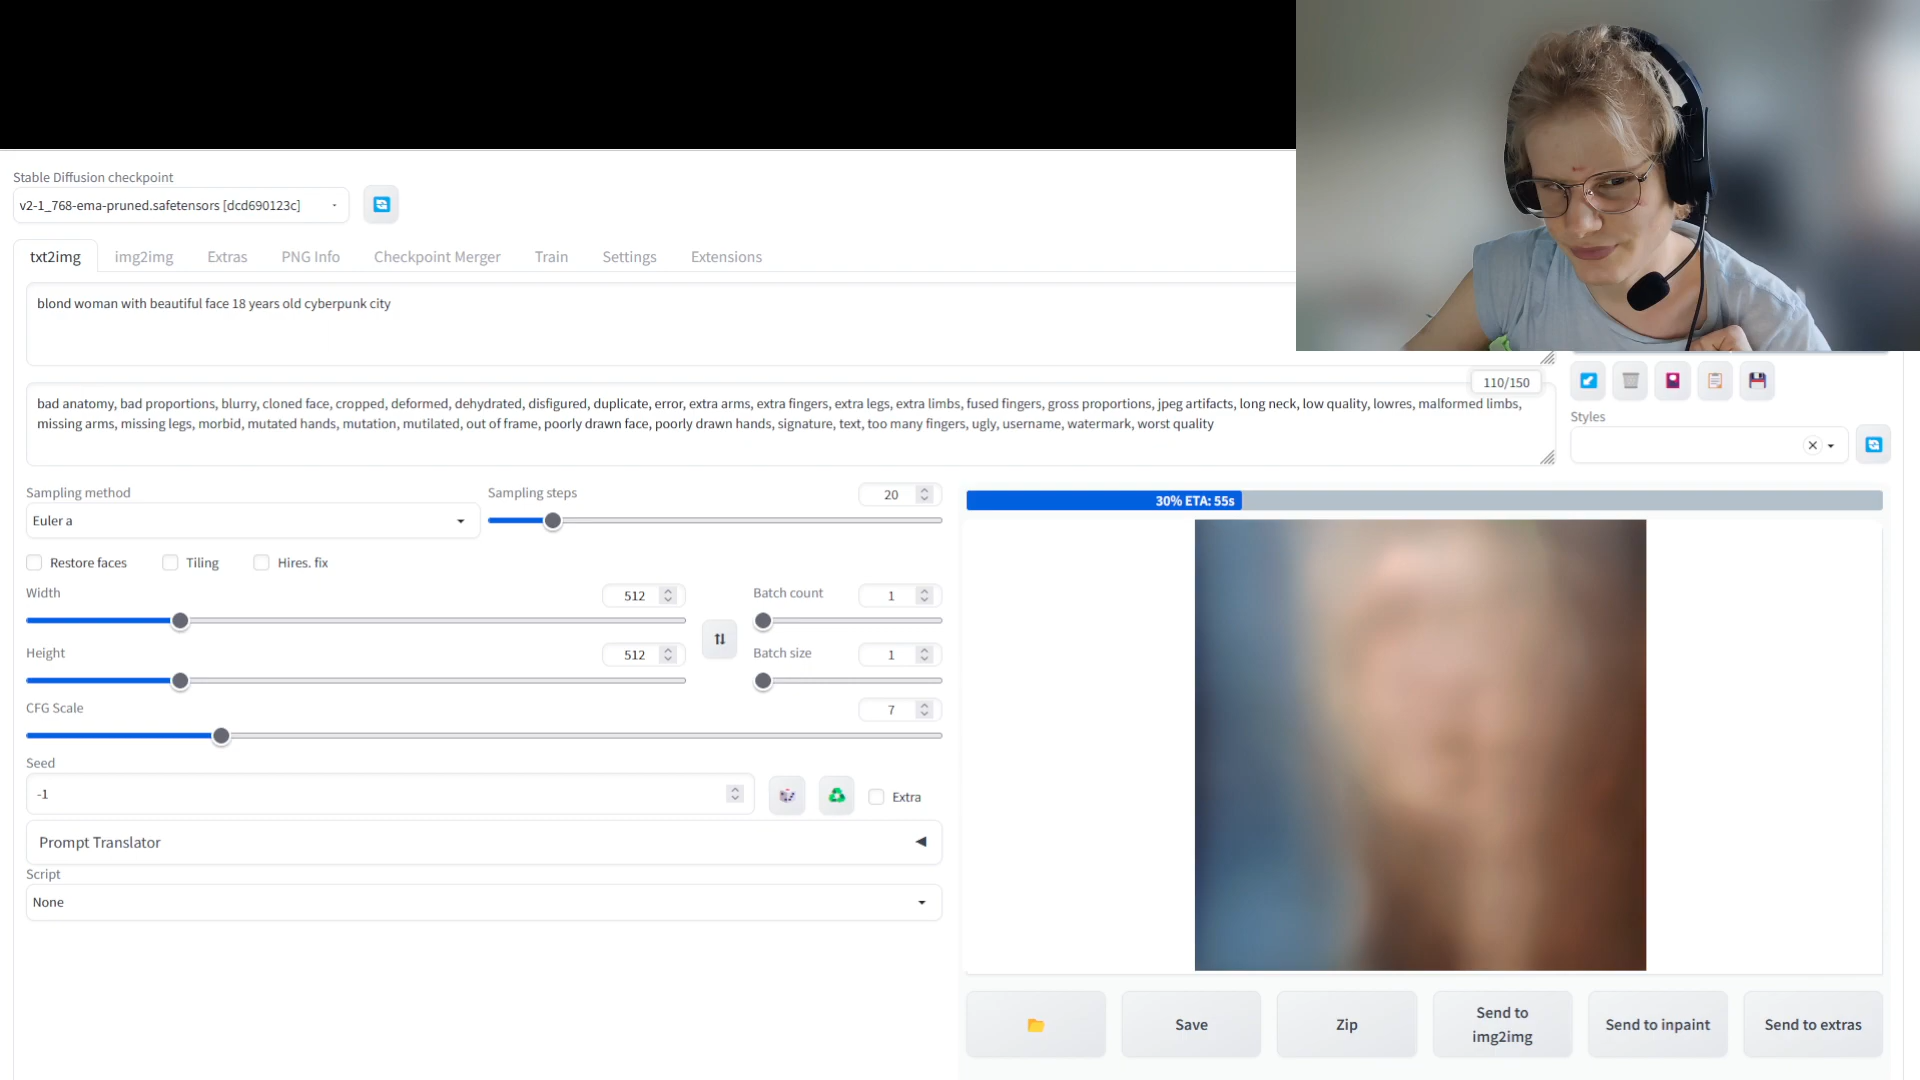 Stable Diffusion checkpoint
v2-1_768-ema-pruned.safetensors [dcd690123c]
txt2img
img2img
Extras
PNG Info
Checkpoint Merger
Train
Settings
Extensions
blond woman with beautiful face 18 years old cyberpunk city
110/150
bad anatomy, bad proportions, blurry, cloned face, cropped, deformed, dehydrated, disfigured, duplicate, error, extra arms, extra fingers, extra legs, extra limbs, fused fingers, gross proportions, jpeg artifacts, long neck, low quality, lowres, malformed limbs,
missing arms, missing legs, morbid, mutated hands, mutation, mutilated, out of frame, poorly drawn face, poorly drawn hands, signature, text, too many fingers, ugly, username, watermark, worst quality
Styles
Sampling method
Euler a
Sampling steps
20
30% ETA: 55s
Restore faces
Tiling
Hires. fix
Width
512
Batch count
1
Height
512
Batch size
1
CFG Scale
7
Seed
-1
Extra
Prompt Translator
Script
None
Save
Zip
Send to
img2img
Send to inpaint
Send to extras